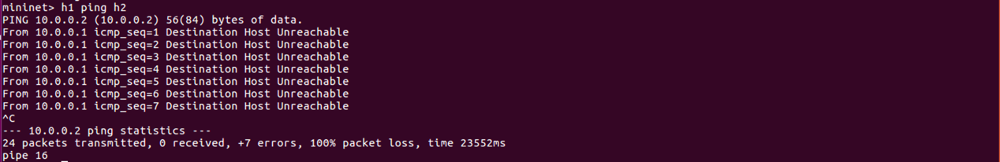 mininet> h1 ping h2
PING 10.0.0.2 (10.0.0.2) 56(84) bytes of data.
From 10.0.0.1 icmp_seq=1 Destination Host Unreachable
From 10.0.0.1 icmp_seq=2 Destination Host Unreachable
From 10.0.0.1 icmp_seq=3 Destination Host Unreachable
From 10.0.0.1 icmp_seq=4 Destination Host Unreachable
From 10.0.0.1 icmp_seq=5 Destination Host Unreachable
From 10.0.0.1 icmp_seq=6 Destination Host Unreachable
From 10.0.0.1 icmp_seq=7 Destination Host Unreachable
^C
--- 10.0.0.2 ping statistics ---
24 packets transmitted, 0 received, +7 errors, 100% packet loss, time 23552ms
pipe 16